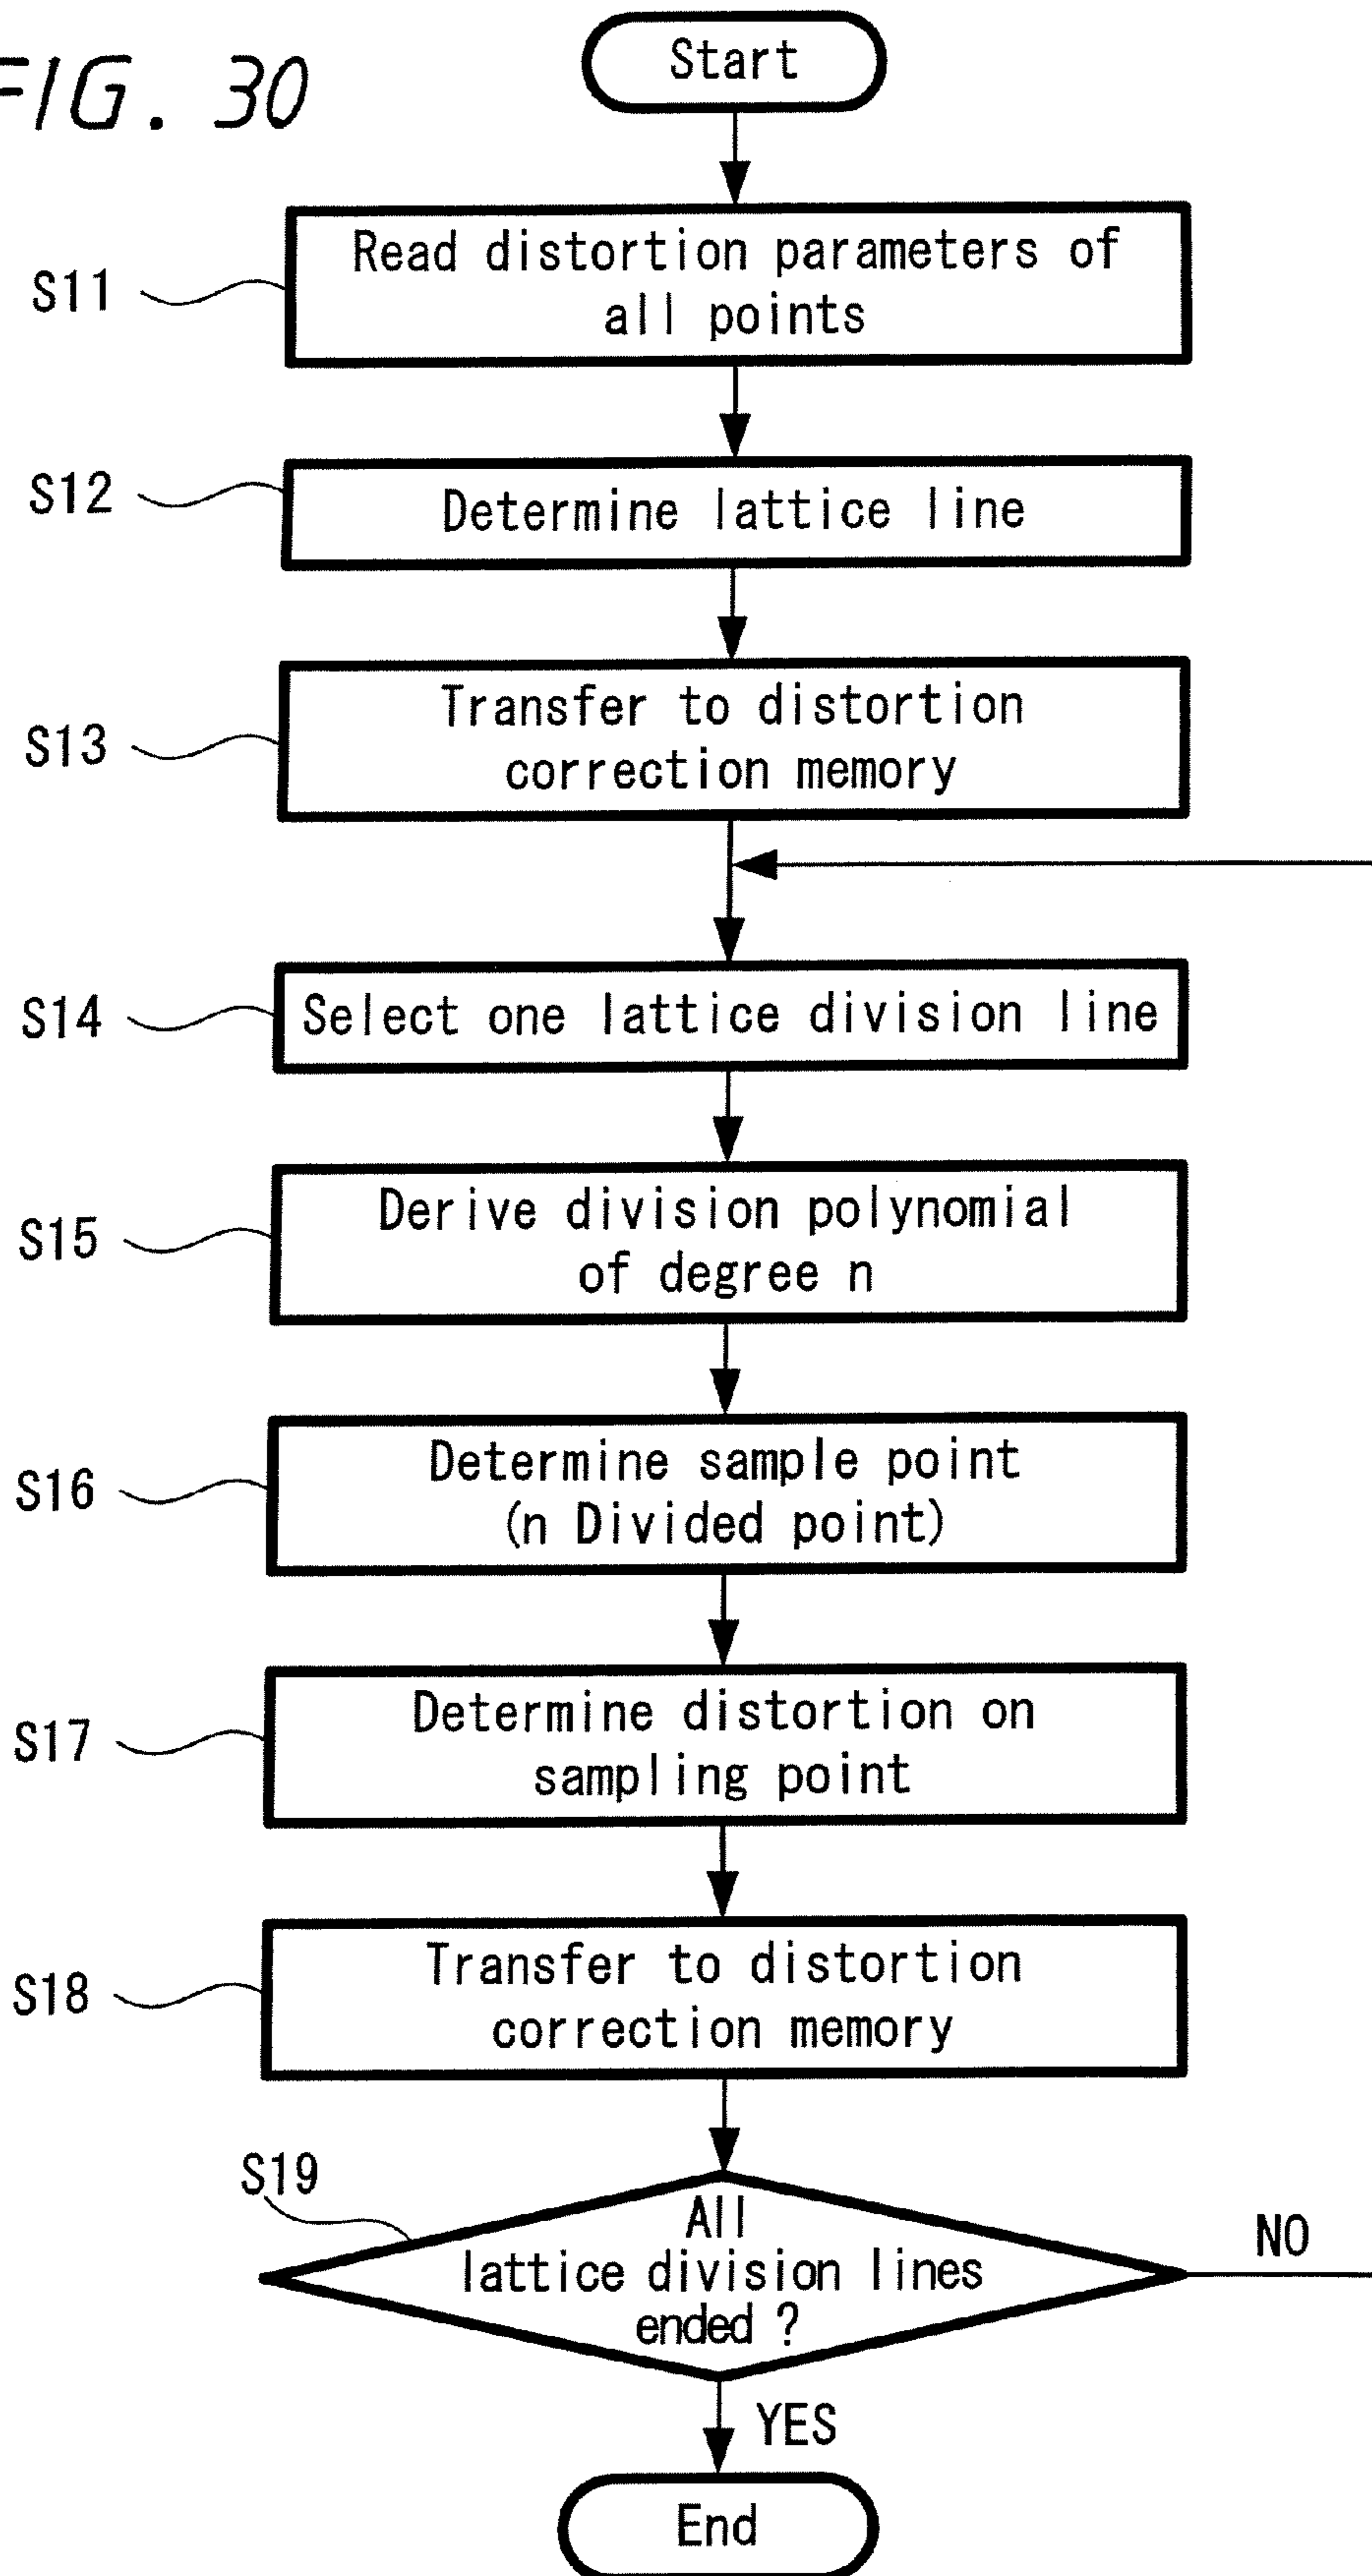 FIG. 30
Start
S11
Read distortion parameters of
all points
S12
Determine lattice line
S13
Transfer to distortion
correction memory
S14
Select one lattice division line
S15
Derive division polynomial
of degree n
S16
Determine sample point
(n Divided point)
S17
Determine distortion on
sampling point
S18
Transfer to distortion
correction memory
S19
All
lattice division lines
ended ?
NO
YES
End